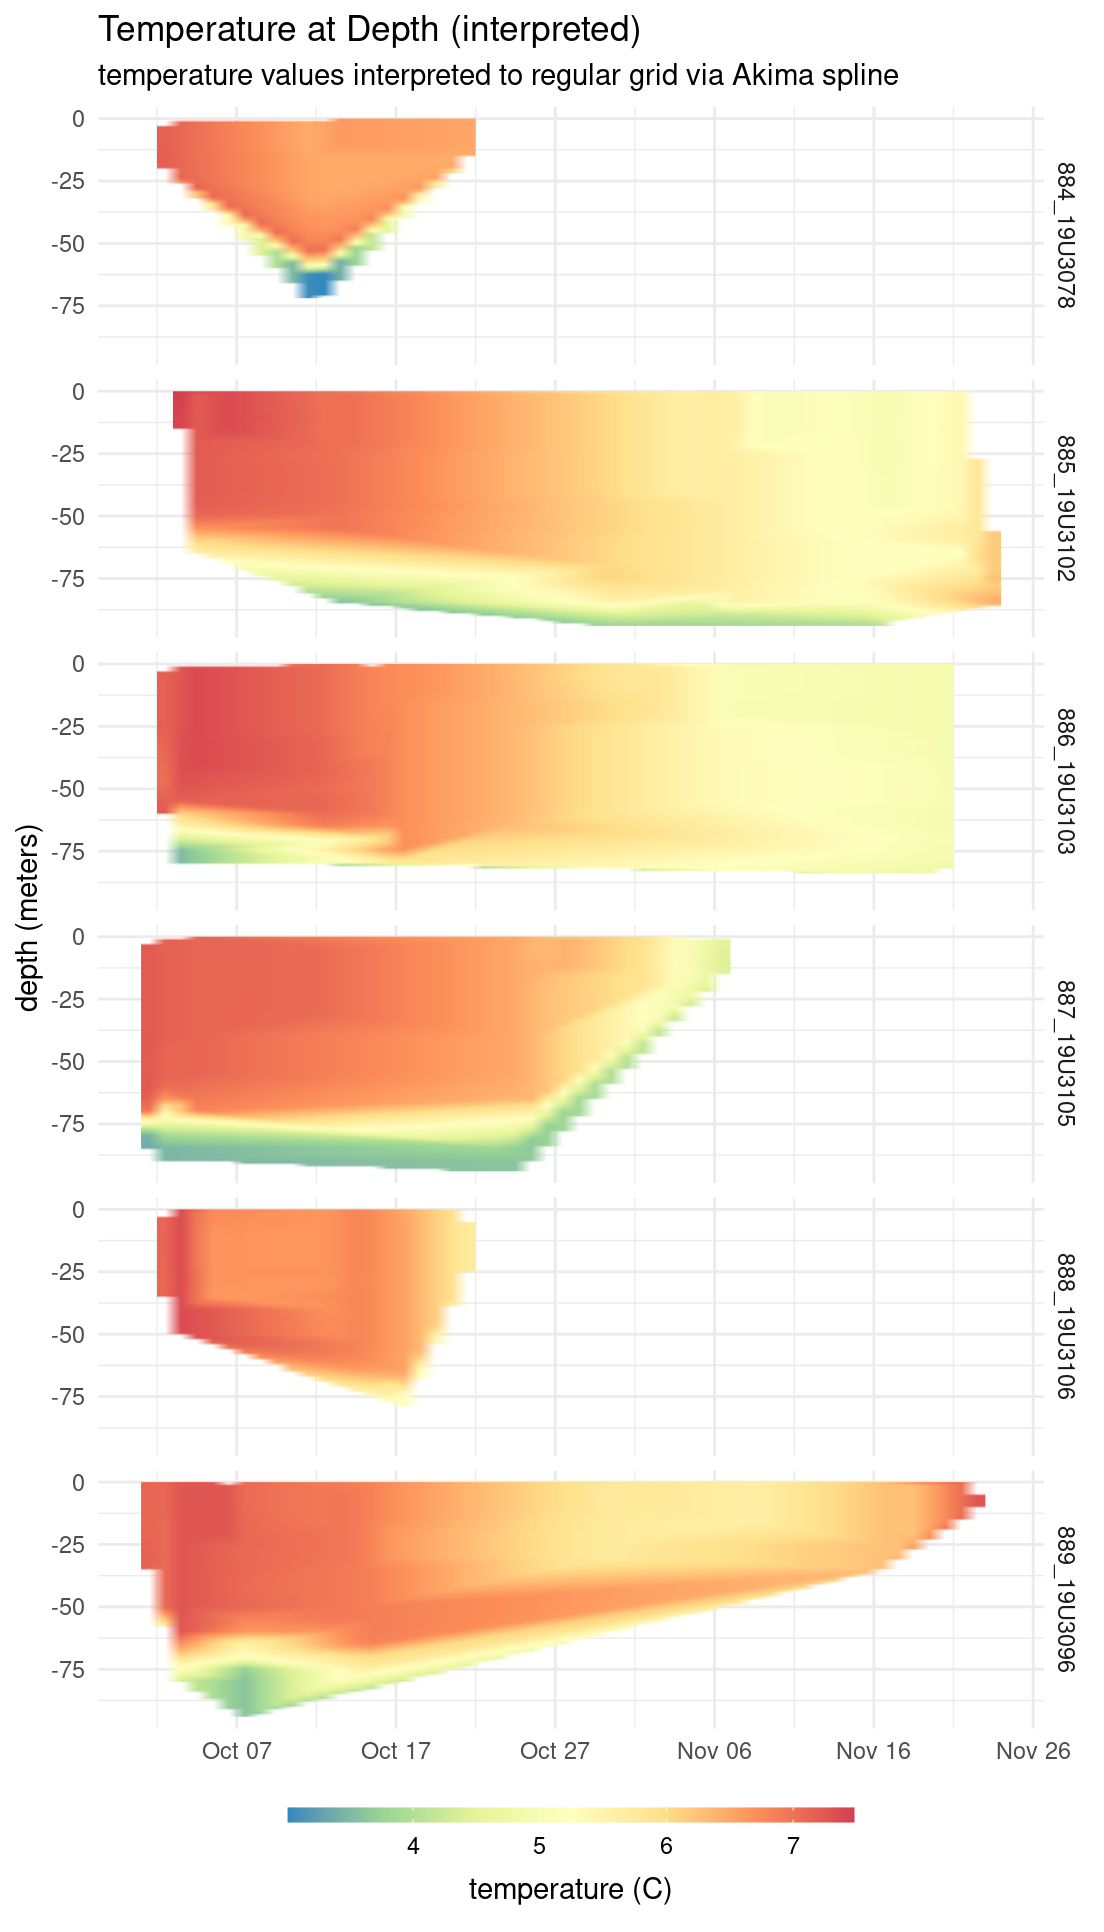 Temperature at Depth (interpreted)
temperature values interpreted to regular grid via Akima spline
depth (meters)
0
-25
-50
-75
884_19U3078
0
-25
-50
-75
885_19U3102
0
-25
-50
-75
886_19U3103
0
-25
-50
-75
887_19U3105
0
-25
-50
-75
888_19U3106
0
-25
-50
-75
889_19U3096
Oct 07 Oct 17 Oct 27 Nov 06 Nov 16 Nov 26
4 5 6 7
temperature (C)